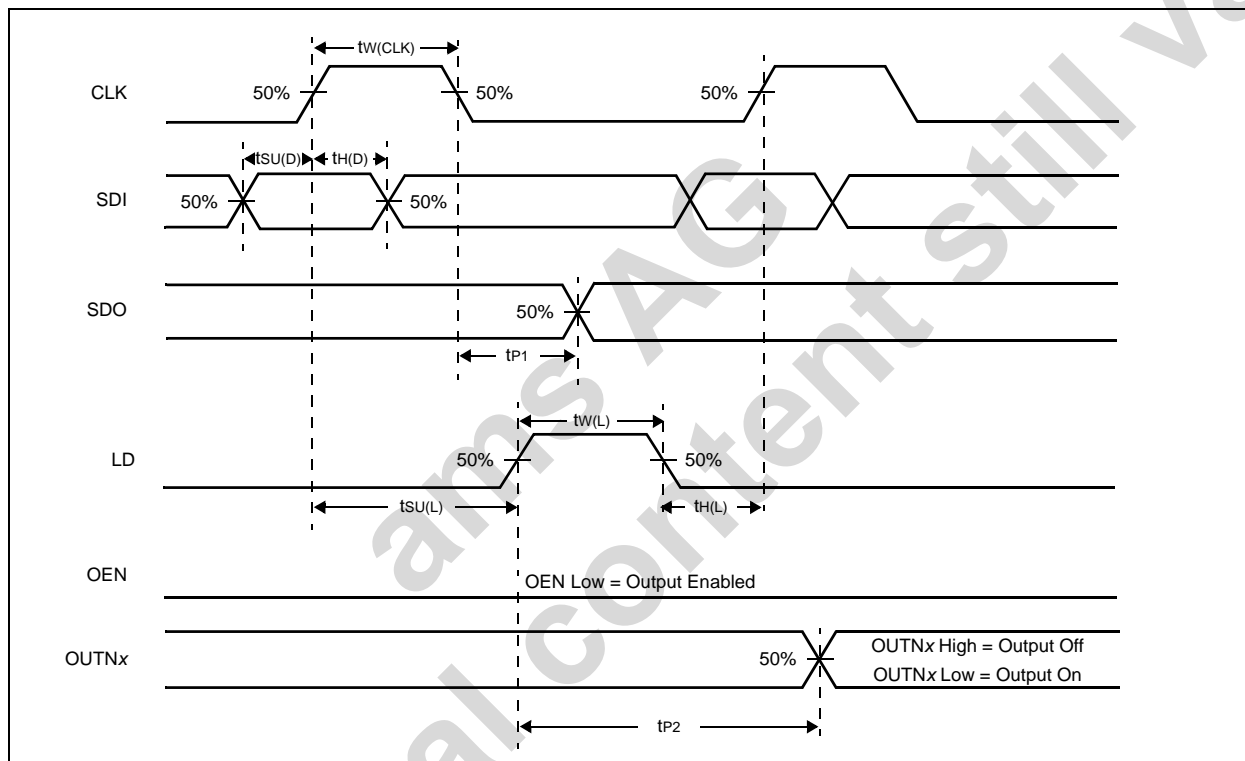 tW(CLK)
CLK
50%
50%
50%
tSU(D)
tH(D)
SDI
50%
50%
SDO
50%
tP1
tW(L)
LD
50%
50%
tSU(L)
tH(L)
OEN
OEN Low = Output Enabled
OUTNx
50%
OUTNx High = Output Off
OUTNx Low = Output On
tP2
ams AG
al content still va